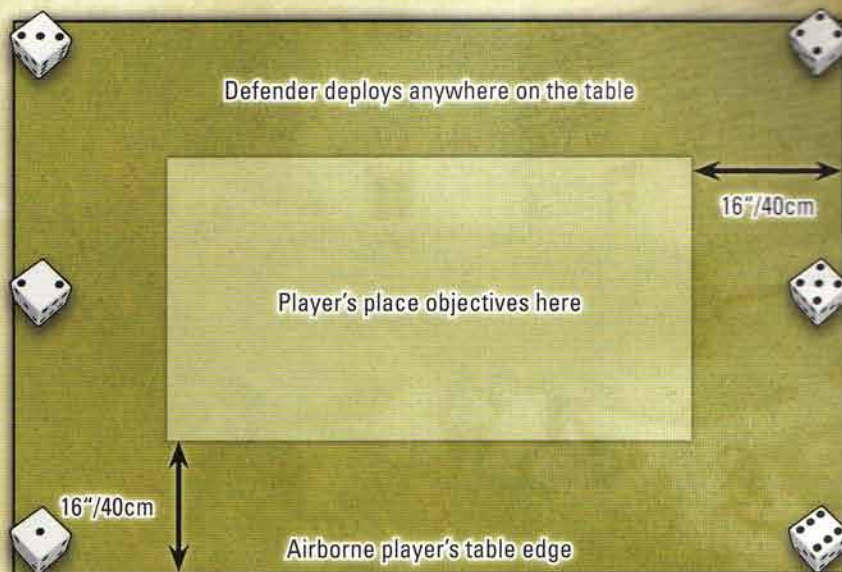 Defender deploys anywhere on the table
16"/40cm
Player's place objectives here
16"/40cm
Airborne player's table edge